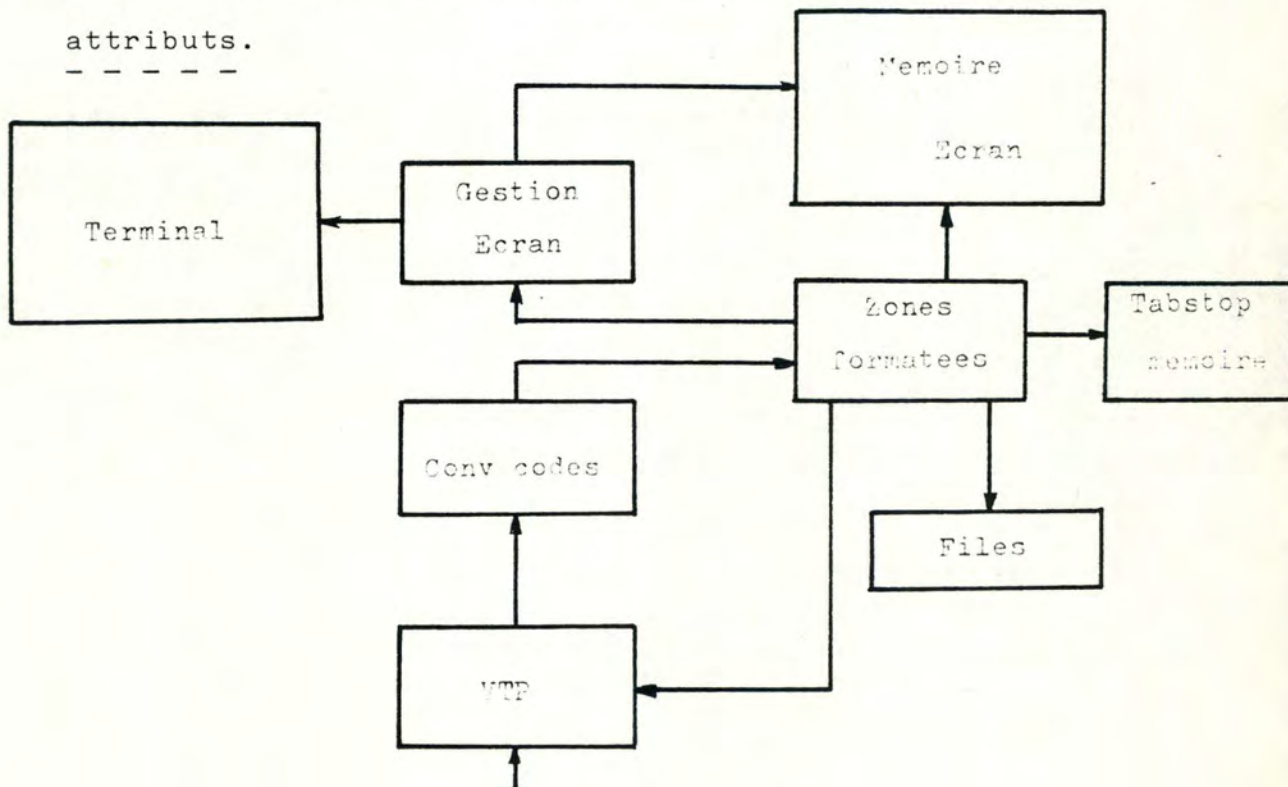 attributs.
Memoire
Ecran
Gestion
Ecran
Terminal
Zones
formatees
Tabstop
memoire
Conv codes
Files
VTP